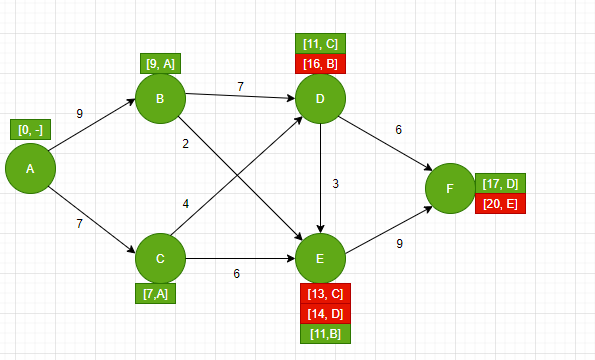 [11, C]
[16, B]
[9, A]
B
7
D
9
[0, -]
2
6
A
3
F
[17, D]
[20, E]
4
7
C
E
9
6
[7,A]
[13, C]
[14, D]
[11,B]